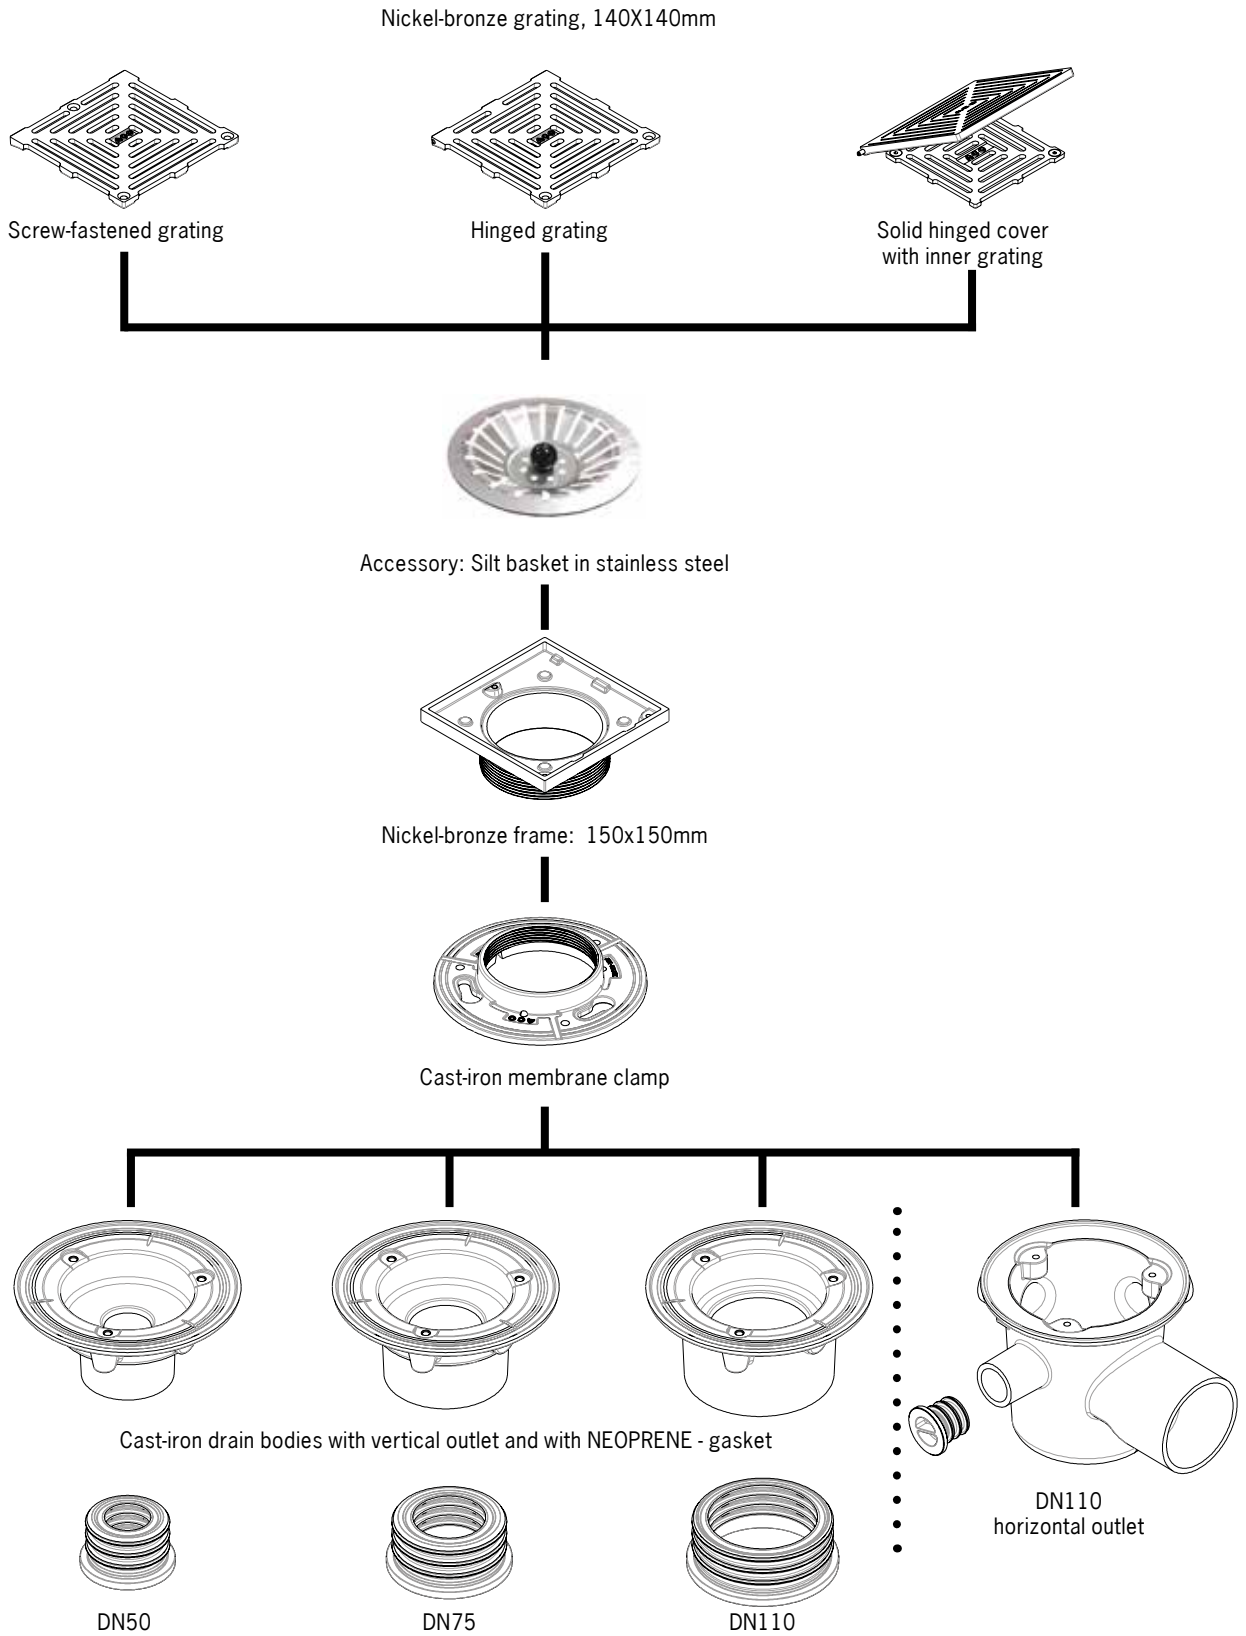 Nickel-bronze grating, 140X140mm
Screw-fastened grating
Hinged grating
Solid hinged cover
with inner grating
Accessory: Silt basket in stainless steel
Nickel-bronze frame: 150x150mm
Cast-iron membrane clamp
Cast-iron drain bodies with vertical outlet and with NEOPRENE - gasket
DN110
horizontal outlet
DN50
DN75
DN110